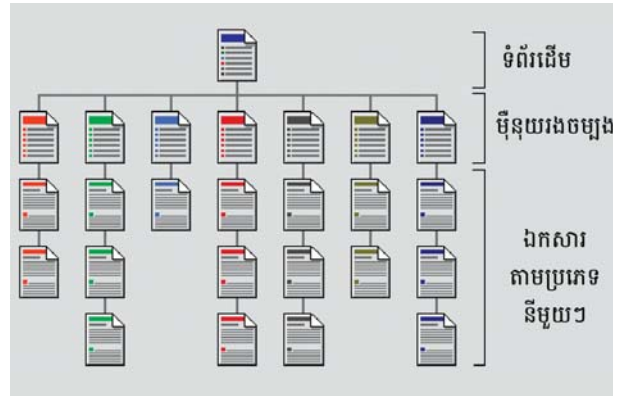 ទំព័រដើម
ម៉ឺនុយរងចម្បង
ឯកសារ
តាមប្រភេទ
នីមួយៗ